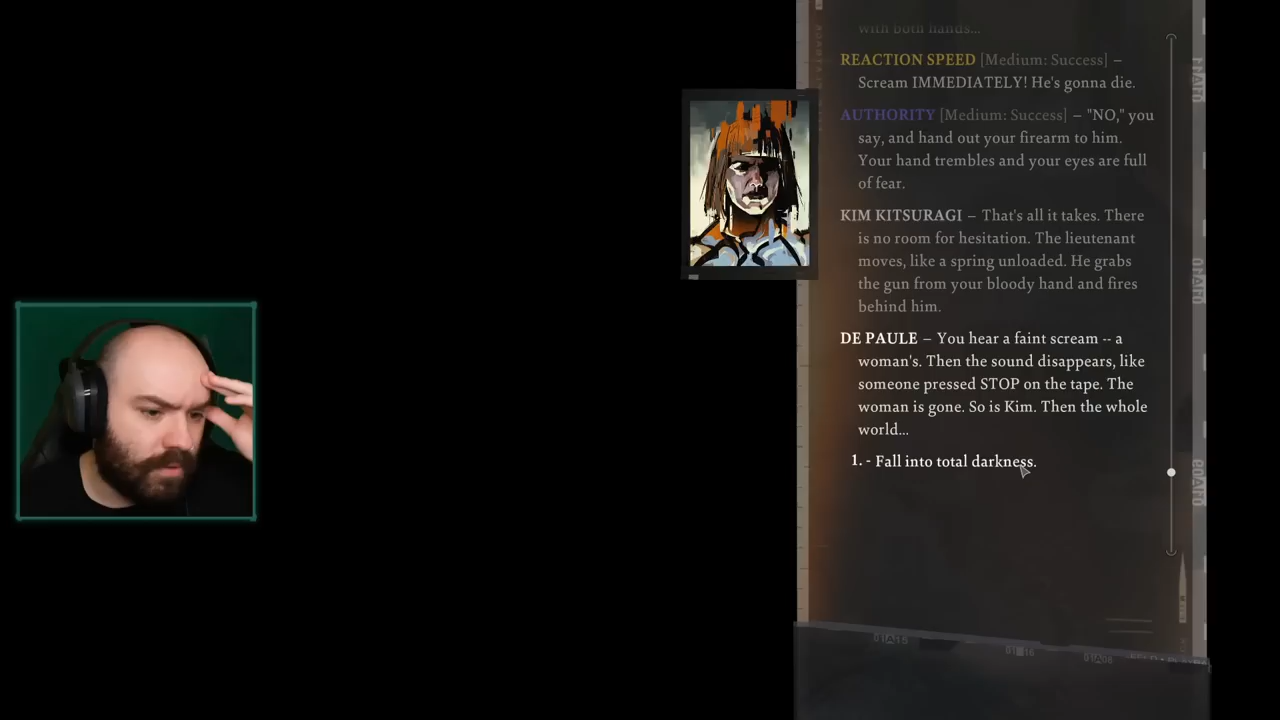 with both hands...
REACTION SPEED [Medium: Success] –
Scream IMMEDIATELY! He's gonna die.
AUTHORITY [Medium: Success] – "NO," you
say, and hand out your firearm to him.
Your hand trembles and your eyes are full
of fear.
KIM KITSURAGI – That's all it takes. There
is no room for hesitation. The lieutenant
moves, like a spring unloaded. He grabs
the gun from your bloody hand and fires
behind him.
DE PAULE – You hear a faint scream -- a
woman's. Then the sound disappears, like
someone pressed STOP on the tape. The
woman is gone. So is Kim. Then the whole
world...
1. - Fall into total darkness.